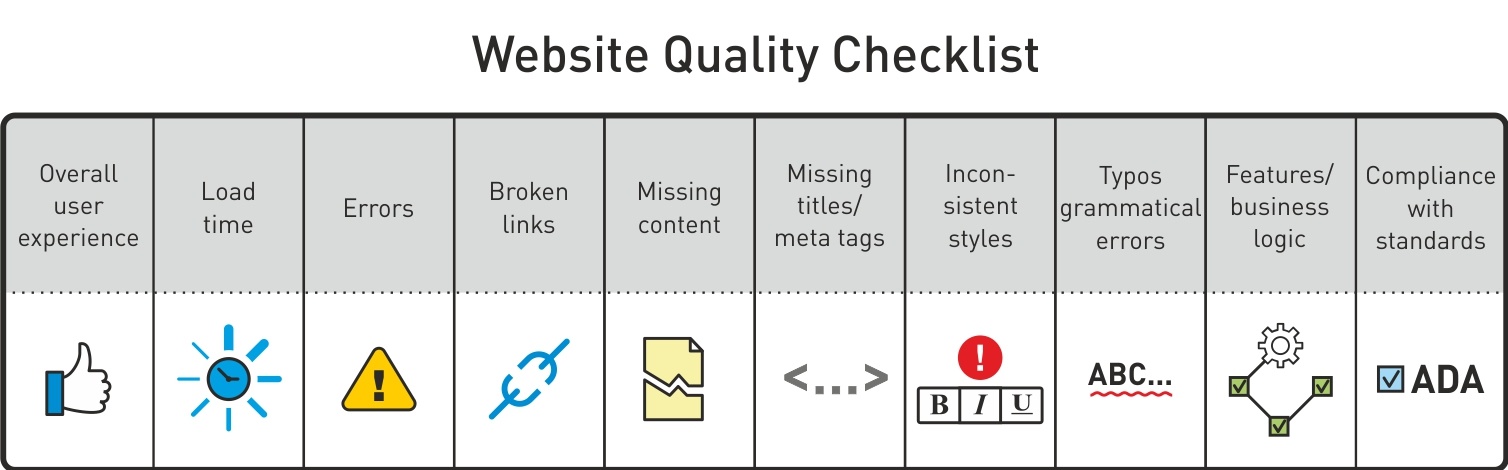 Website Quality Checklist
Overall
user
experience
Load
time
Errors
Broken
links
Missing
content
Missing
titles/
meta tags
Incon-
sistent
styles
Typos
grammatical
errors
Features/
business
logic
Compliance
with
standards
!
<...>
!
B I U
ABC...
ADA